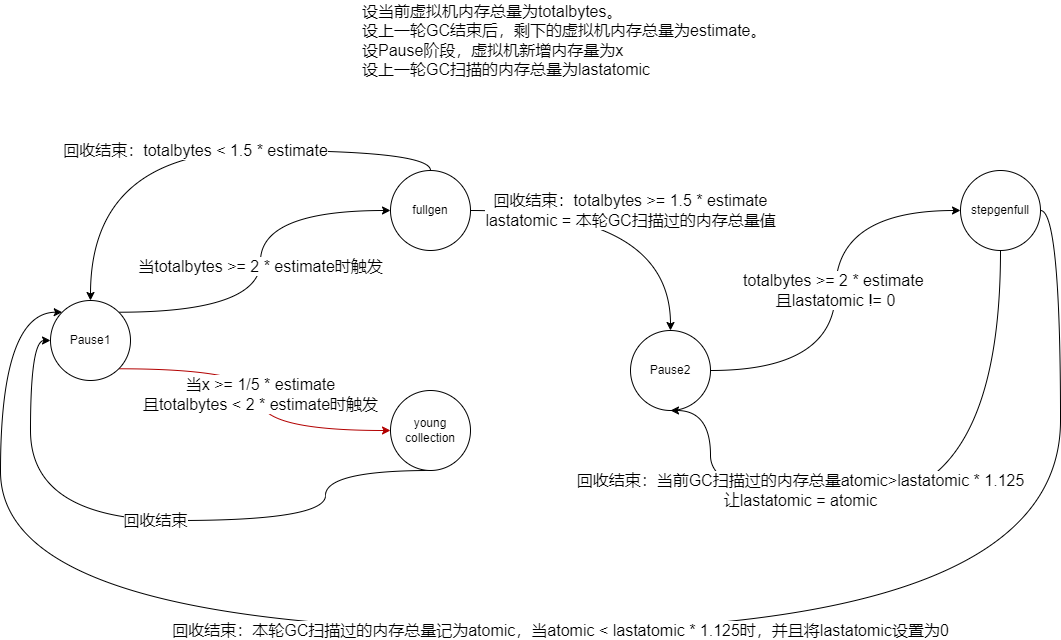 设当前虚拟机内存总量为totalbytes。
设上一轮GC结束后，剩下的虚拟机内存总量为estimate。
设Pause阶段，虚拟机新增内存量为x
设上一轮GC扫描的内存总量为lastatomic
回收结束：totalbytes < 1.5 * estimate
fullgen
回收结束：totalbytes >= 1.5 * estimate
lastatomic = 本轮GC扫描过的内存总量值
stepgenfull
当totalbytes >= 2 * estimate时触发
totalbytes >= 2 * estimate
且lastatomic != 0
Pause1
Pause2
当x >= 1/5 * estimate
且totalbytes < 2 * estimate时触发
young
collection
回收结束：当前GC扫描过的内存总量atomic>lastatomic * 1.125
让lastatomic = atomic
回收结束
回收结束：本轮GC扫描过的内存总量记为atomic，当atomic < lastatomic * 1.125时，并且将lastatomic设置为0